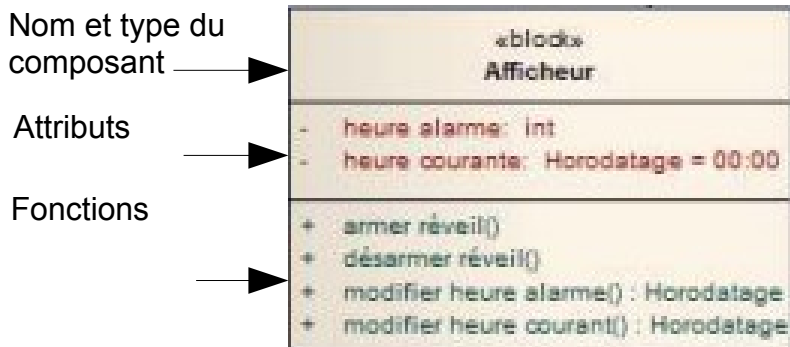 Nom et type du
composant
«block»
Afficheur
Attributs
- heure alarme: int
- heure courante: Horodatage = 00:00
Fonctions
+ armer réveil()
+ désarmer réveil()
+ modifier heure alarme() : Horodatage
+ modifier heure courant() : Horodatage